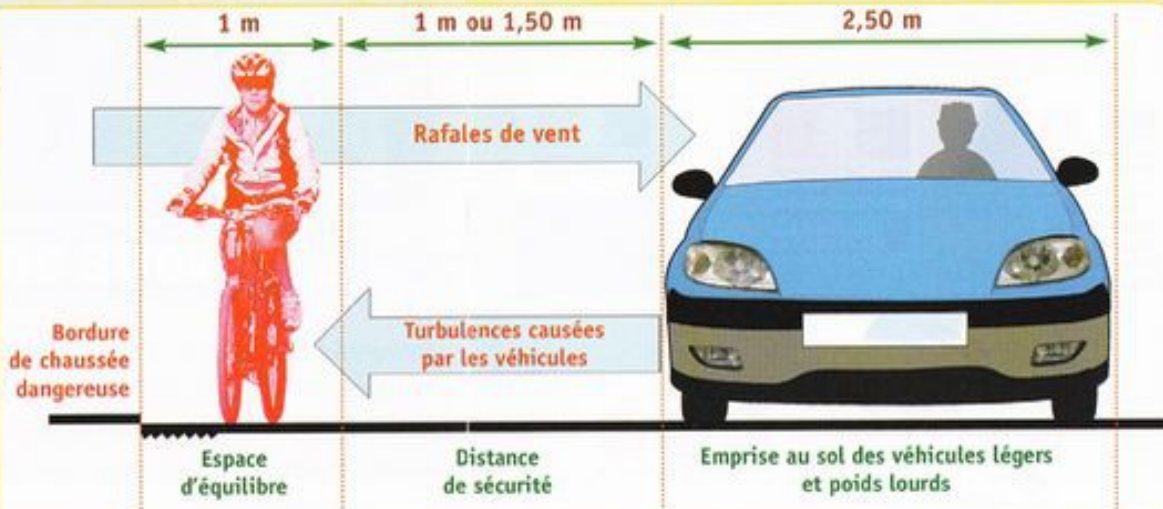 1 m
1 m ou 1,50 m
2,50 m
Rafales de vent
Turbulences causées
par les véhicules
Bordure
de chaussée
dangereuse
Espace
d'équilibre
Distance
de sécurité
Emprise au sol des véhicules légers
et poids lourds